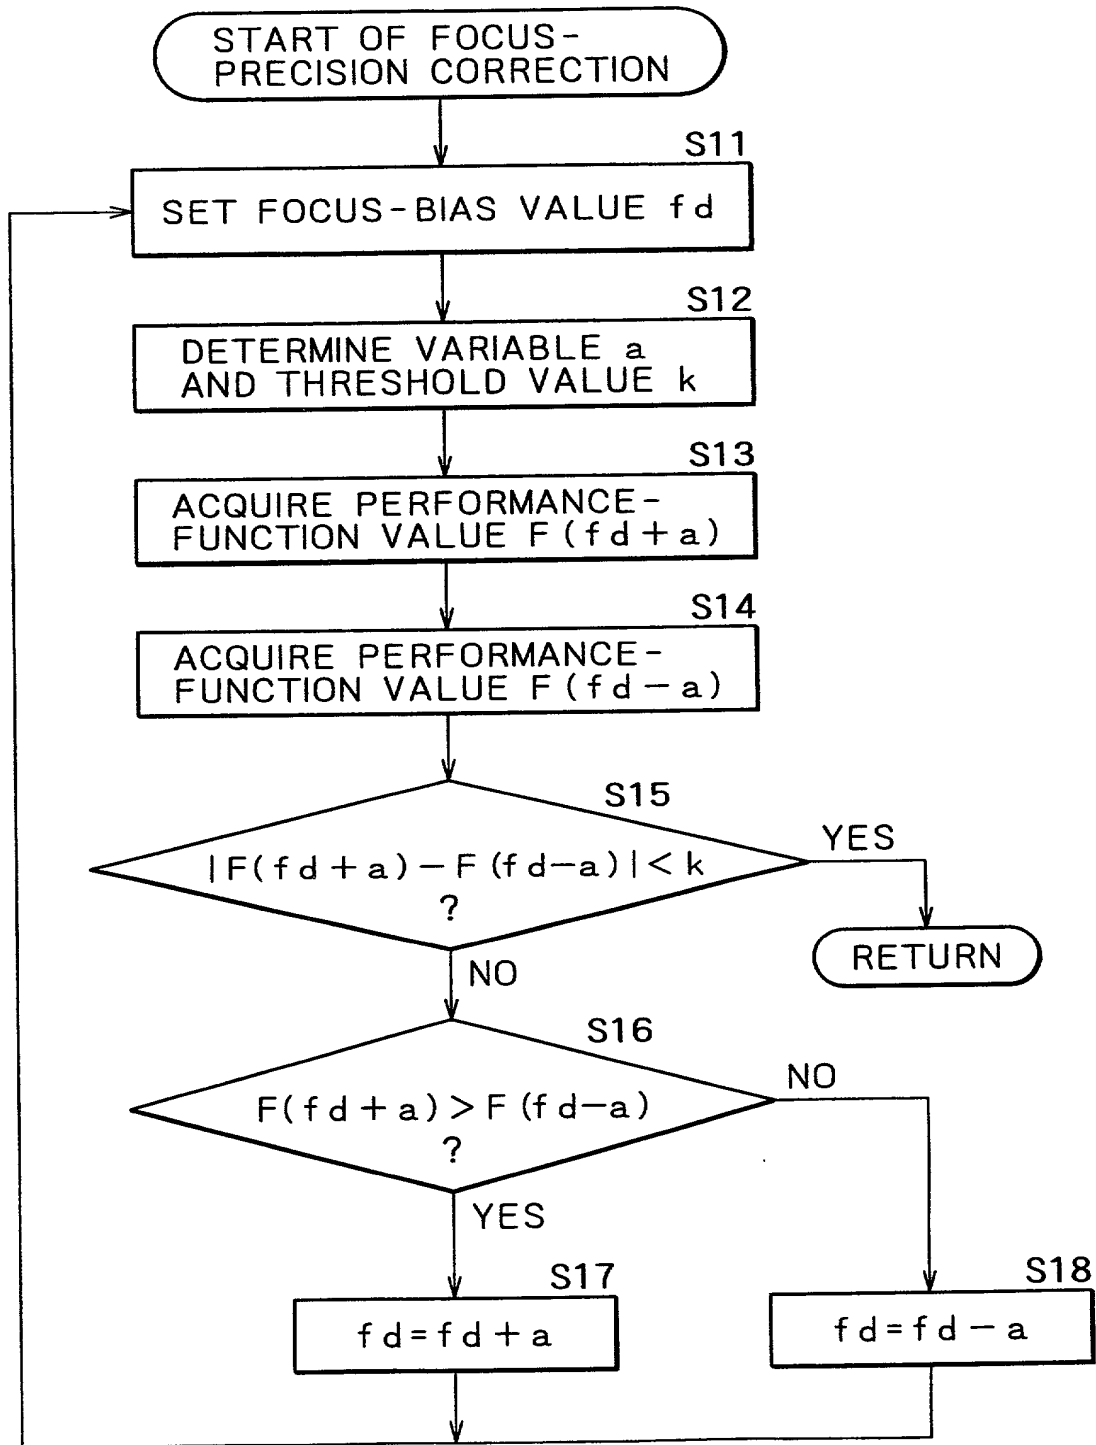 START OF FOCUS-
PRECISION CORRECTION
S11
SET FOCUS-BIAS VALUE fd
S12
DETERMINE VARIABLE a
AND THRESHOLD VALUE k
S13
ACQUIRE PERFORMANCE-
FUNCTION VALUE F(fd+a)
S14
ACQUIRE PERFORMANCE-
FUNCTION VALUE F(fd-a)
S15
|F(fd+a)-F(fd-a)|<k
?
YES
RETURN
NO
S16
F(fd+a)>F(fd-a)
?
NO
YES
S17
fd=fd+a
S18
fd=fd-a